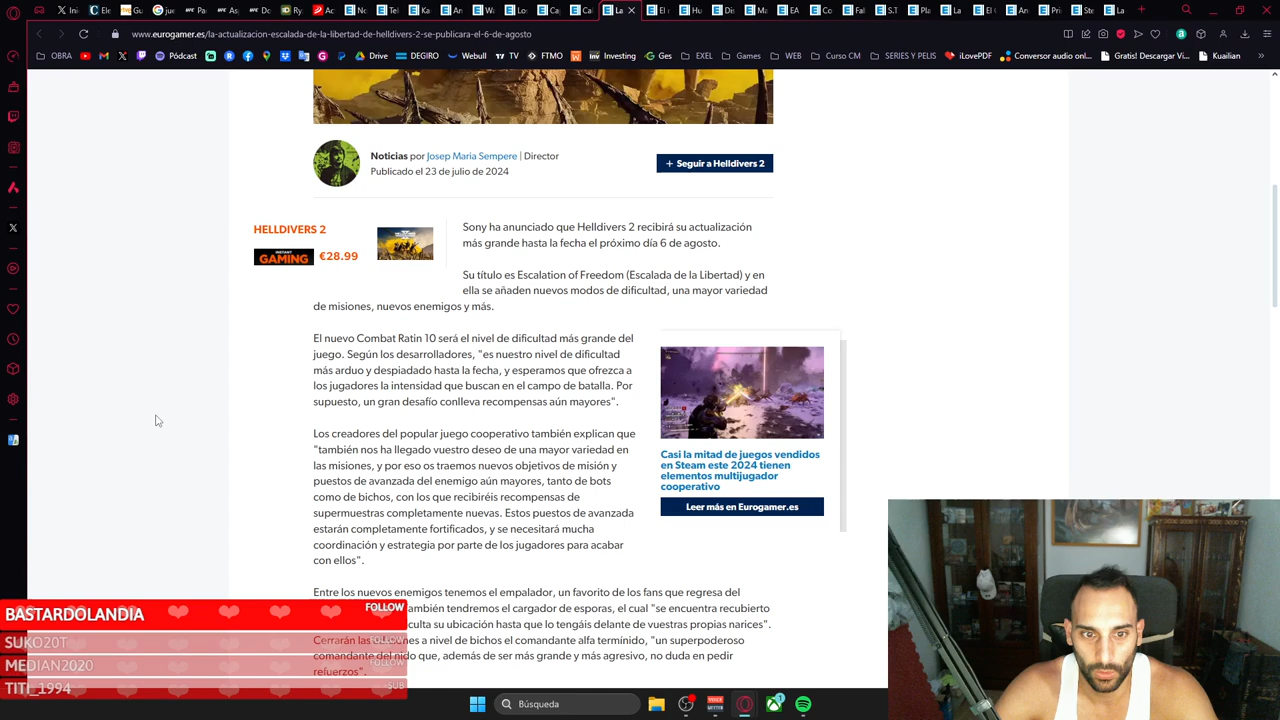 www.eurogamer.es/la-actualizacion-escalada-de-la-libertad-de-helldivers-2-se-publicara-el-6-de-agosto
OBRA
Pódcast
Drive
DEGIRO
Webull
TV
FTMO
Investing
Ges
EXEL
Games
WEB
Curso CM
SERIES Y PELIS
iLovePDF
Conversor audio onl...
Gratis! Descargar Vi...
Kuailian
Noticias por Josep Maria Sempere | Director
Publicado el 23 de julio de 2024
+ Seguir a Helldivers 2
HELLDIVERS 2
INSTANT GAMING €28.99
Sony ha anunciado que Helldivers 2 recibirá su actualización
más grande hasta la fecha el próximo día 6 de agosto.
Su título es Escalation of Freedom (Escalada de la Libertad) y en
ella se añaden nuevos modos de dificultad, una mayor variedad
de misiones, nuevos enemigos y más.
El nuevo Combat Ratin 10 será el nivel de dificultad más grande del
juego. Según los desarrolladores, "es nuestro nivel de dificultad
más arduo y despiadado hasta la fecha, y esperamos que ofrezca a
los jugadores la intensidad que buscan en el campo de batalla. Por
supuesto, un gran desafío conlleva recompensas aún mayores".
Casi la mitad de juegos vendidos
en Steam este 2024 tienen
elementos multijugador
cooperativo
Leer más en Eurogamer.es
Los creadores del popular juego cooperativo también explican que
"también nos ha llegado vuestro deseo de una mayor variedad en
las misiones, y por eso os traemos nuevos objetivos de misión y
puestos de avanzada del enemigo aún mayores, tanto de bots
como de bichos, con los que recibiréis recompensas de
supermuestras completamente nuevas. Estos puestos de avanzada
estarán completamente fortificados, y se necesitará mucha
coordinación y estrategia por parte de los jugadores para acabar
con ellos".
Entre los nuevos enemigos tenemos el empalador, un favorito de los fans que regresa del
ambién tendremos el cargador de esporas, el cual "se encuentra recubierto
culta su ubicación hasta que lo tengáis delante de vuestras propias narices".
Cerrarán las nes a nivel de bichos el comandante alfa termínido, "un superpoderoso
comandante del nido que, además de ser más grande y más agresivo, no duda en pedir
refuerzos".
BASTARDOLANDIA FOLLOW
SUKO20T FOLLOW
MEDIAN2020 FOLLOW
TITI_1994 SUB
Búsqueda